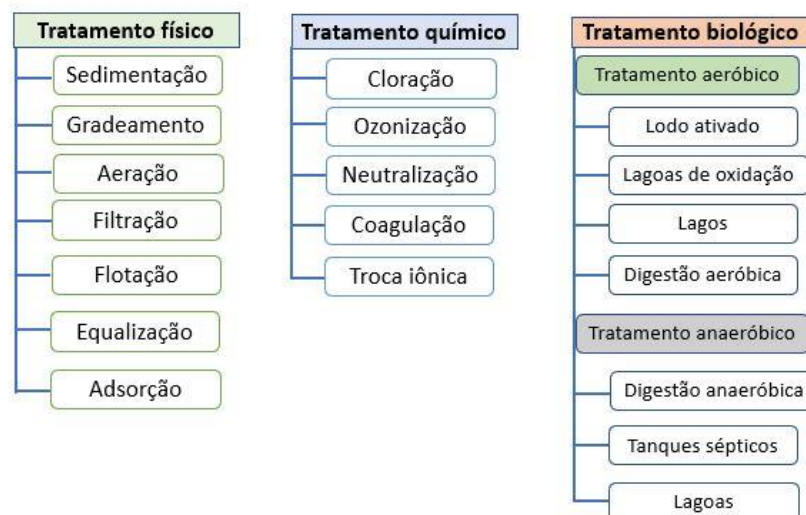 Tratamento físico
Sedimentação
Gradeamento
Aeração
Filtração
Flotação
Equalização
Adsorção
Tratamento químico
Cloração
Ozonização
Neutralização
Coagulação
Troca iônica
Tratamento biológico
Tratamento aeróbico
Lodo ativado
Lagoas de oxidação
Lagos
Digestão aeróbica
Tratamento anaeróbico
Digestão anaeróbica
Tanques sépticos
Lagoas